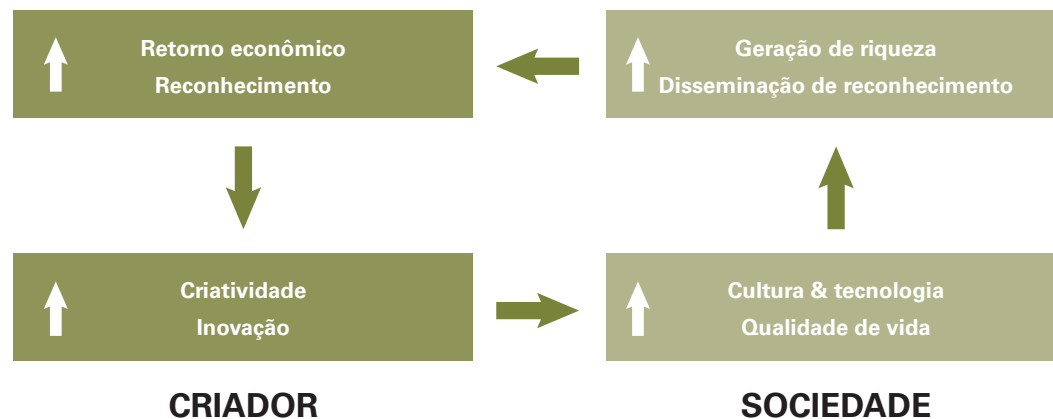 Retorno econômico
Reconhecimento
Geração de riqueza
Disseminação de reconhecimento
Criatividade
Inovação
Cultura & tecnologia
Qualidade de vida
CRIADOR
SOCIEDADE